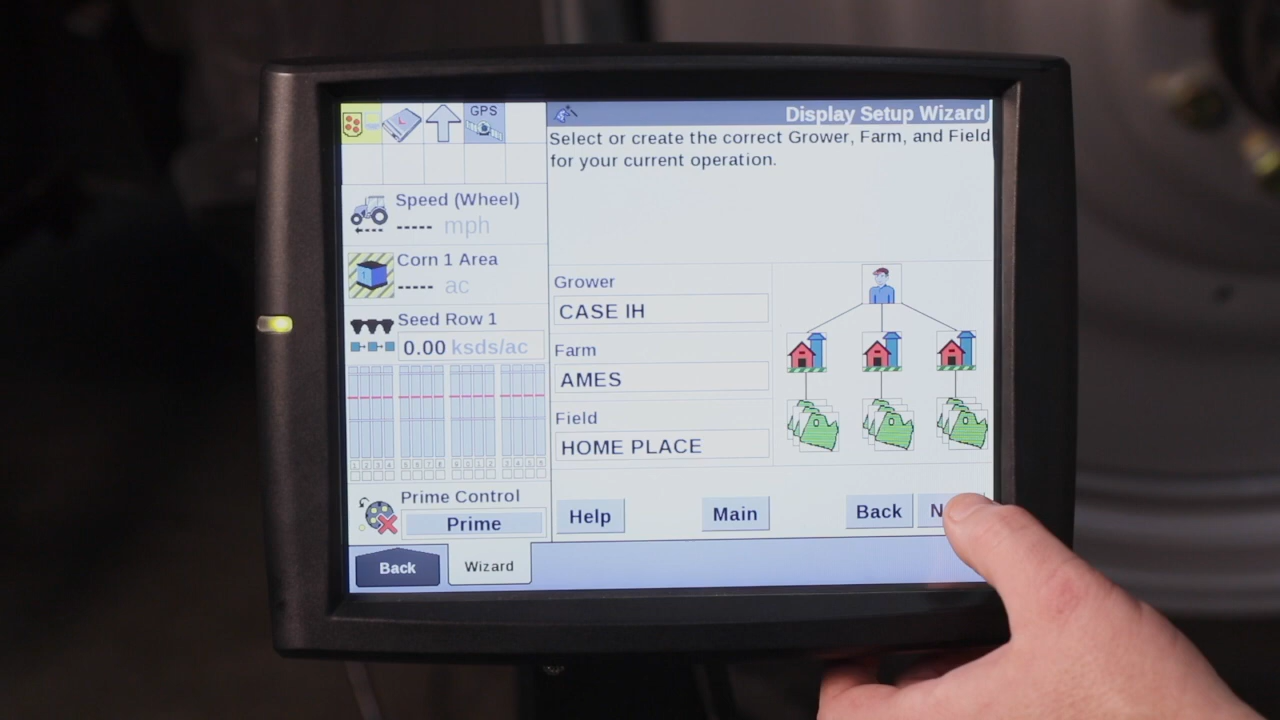 GPS
Display Setup Wizard
Select or create the correct Grower, Farm, and Field
for your current operation.
Speed (Wheel)
----- mph
Corn 1 Area
----- ac
Seed Row 1
0.00 ksds/ac
Prime Control
Prime
Grower
CASE IH
Farm
AMES
Field
HOME PLACE
Help
Main
Back
Back
Wizard